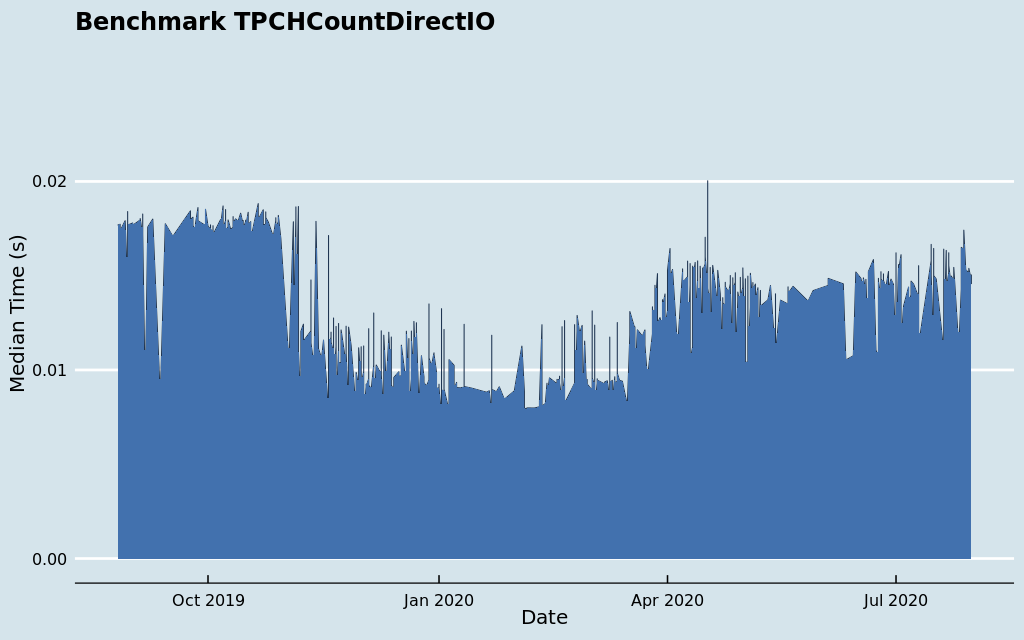 Benchmark TPCHCountDirectIO
Median Time (s)
0.02
0.01
0.00
Oct 2019
Jan 2020
Apr 2020
Jul 2020
Date